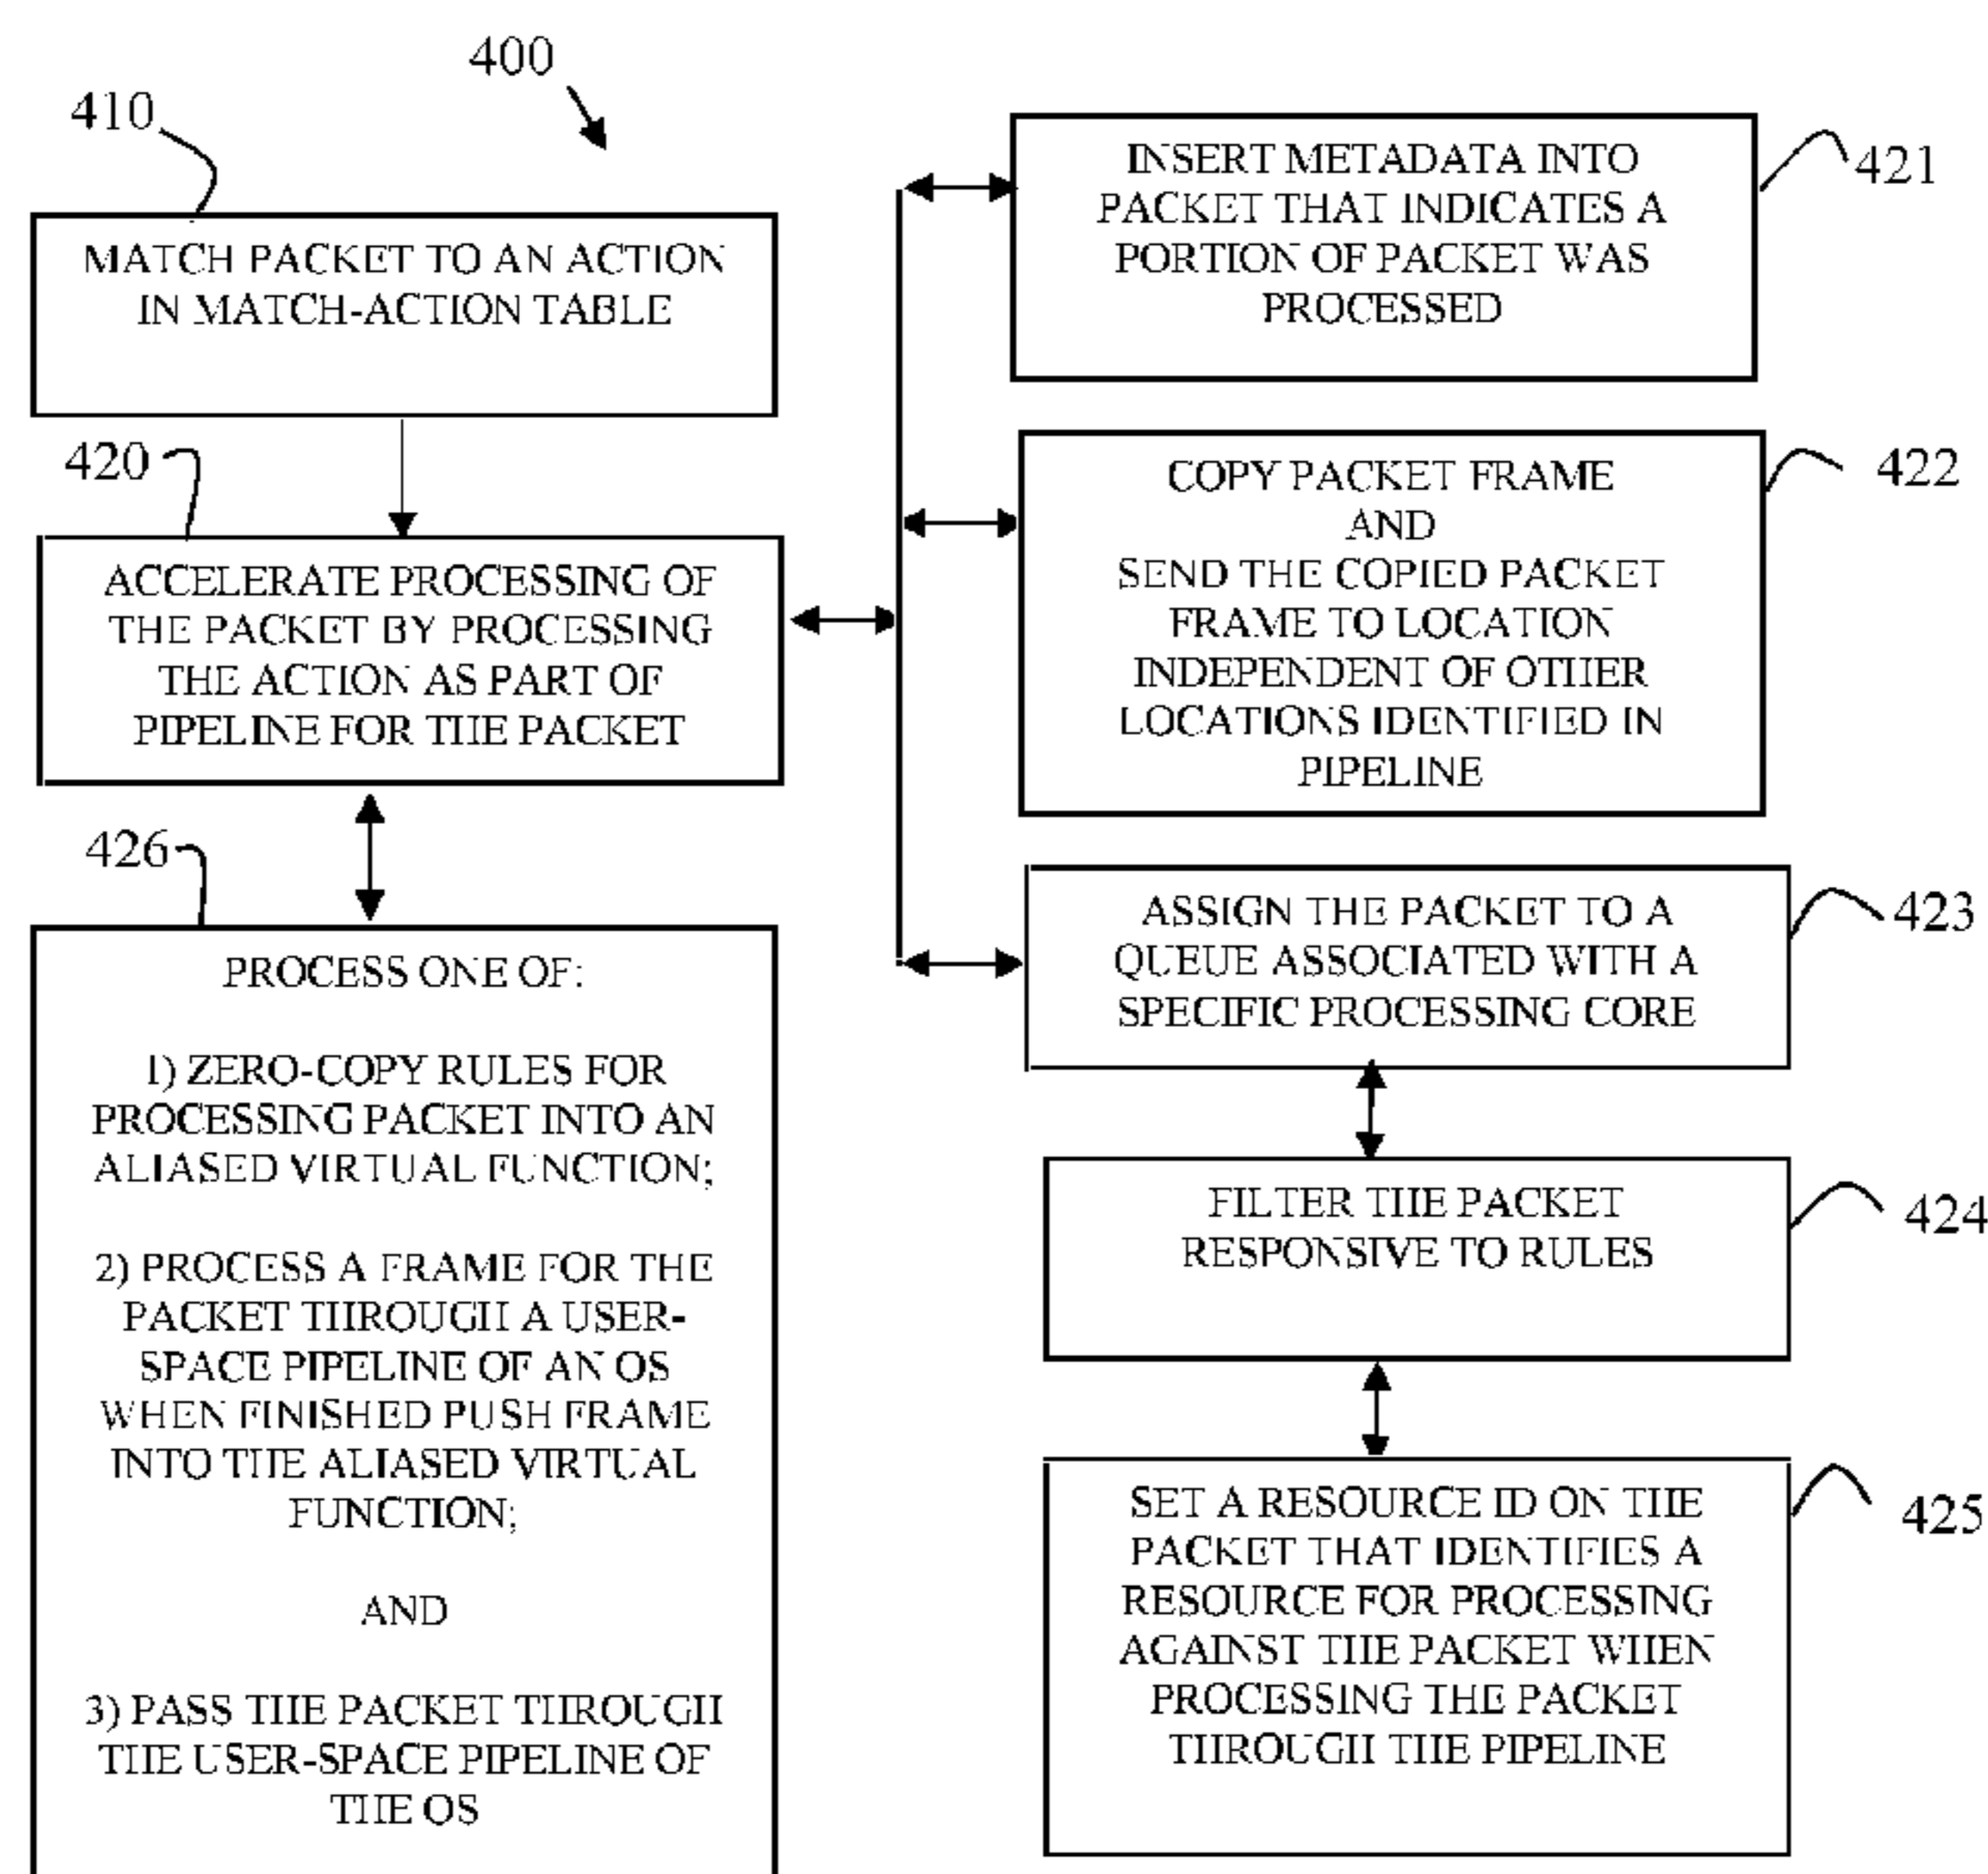 400
410
MATCH PACKET TO AN ACTION
IN MATCH-ACTION TABLE
420
ACCELERATE PROCESSING OF
THE PACKET BY PROCESSING
THE ACTION AS PART OF
PIPELINE FOR THE PACKET
426
PROCESS ONE OF:
1) ZERO-COPY RULES FOR
PROCESSING PACKET INTO AN
ALIASED VIRTUAL FUNCTION;
2) PROCESS A FRAME FOR THE
PACKET THROUGH A USER-
SPACE PIPELINE OF AN OS
WHEN FINISHED PUSH FRAME
INTO THE ALIASED VIRTUAL
FUNCTION;
AND
3) PASS THE PACKET THROUGH
THE USER-SPACE PIPELINE OF
THE OS
INSERT METADATA INTO
PACKET THAT INDICATES A
PORTION OF PACKET WAS
PROCESSED
421
COPY PACKET FRAME
AND
SEND THE COPIED PACKET
FRAME TO LOCATION
INDEPENDENT OF OTHER
LOCATIONS IDENTIFIED IN
PIPELINE
422
ASSIGN THE PACKET TO A
QUEUE ASSOCIATED WITH A
SPECIFIC PROCESSING CORE
423
FILTER THE PACKET
RESPONSIVE TO RULES
424
SET A RESOURCE ID ON THE
PACKET THAT IDENTIFIES A
RESOURCE FOR PROCESSING
AGAINST THE PACKET WHEN
PROCESSING THE PACKET
THROUGH THE PIPELINE
425